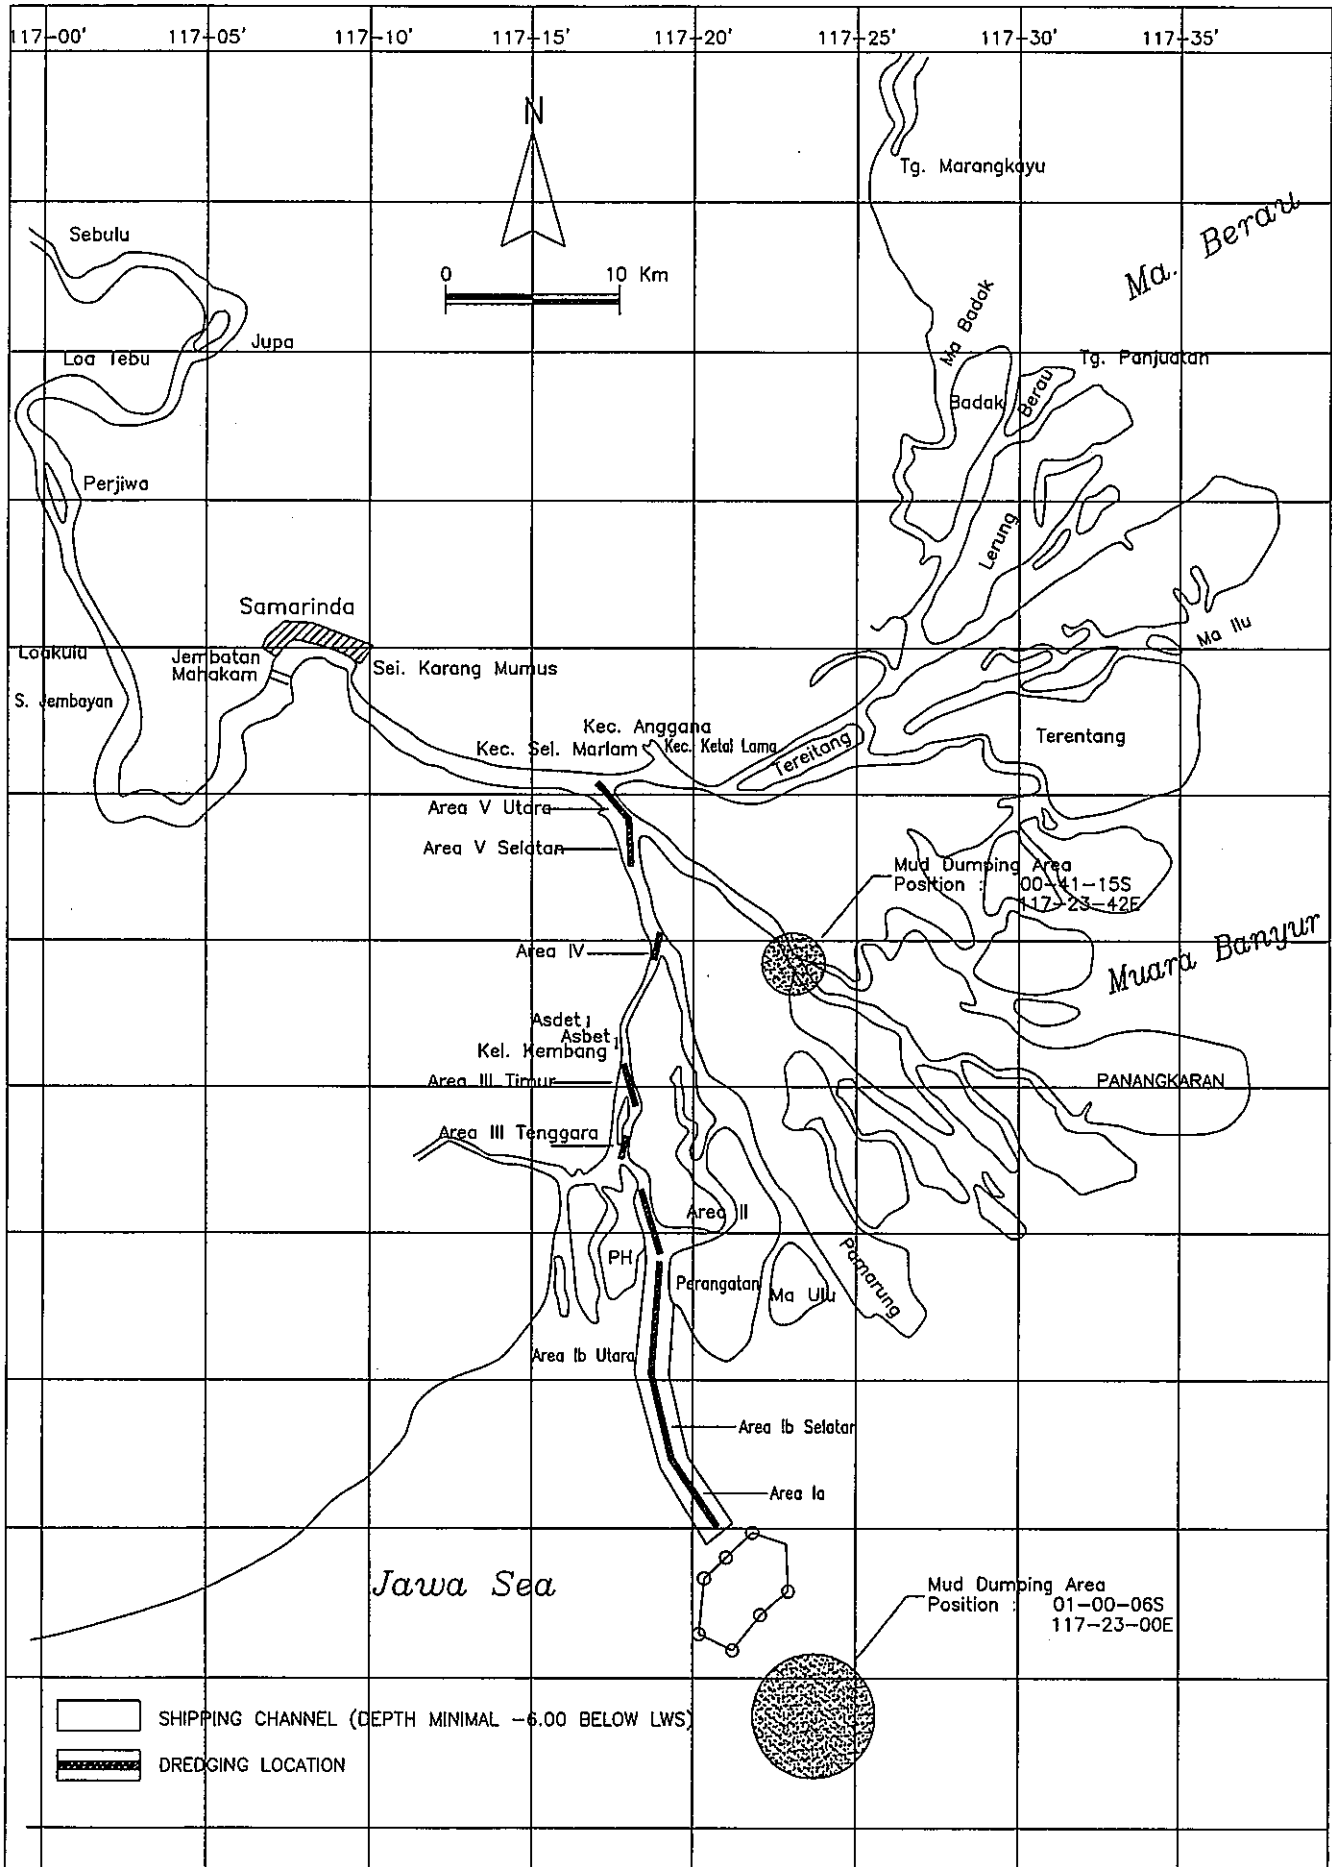 117-00' 117-05' 117-10' 117-15' 117-20' 117-25' 117-30' 117-35'
N
Tg. Marangkayu
Ma. Berau
Sebulu
0 10 Km
Jupa
Loa Tebu
Ma Badak
Tg. Panjuatan
Badak
Berau
Perjiwa
Lerung
Samarinda
Loakulu
Jembatan
Mahakam
Sei. Karang Mumus
Ma Ilu
S. Jembayan
Kec. Anggana
Kec. Sel. Marlam
Kec. Ketal Lama
Tereitang
Terentang
Area V Utara
Area V Selatan
Mud Dumping Area
Position : 00-41-15S
117-23-42E
Area IV
Muara Banyur
Asdet
Asbet
Kel. Kembang
Area III Timur
PANANGKARAN
Area III Tenggara
Area II
PH
Perangatan
Ma Ulu
Pamarung
Area Ib Utara
Area Ib Selatar
Area Ia
Jawa Sea
Mud Dumping Area
Position : 01-00-06S
117-23-00E
SHIPPING CHANNEL (DEPTH MINIMAL -6.00 BELOW LWS)
DREDGING LOCATION